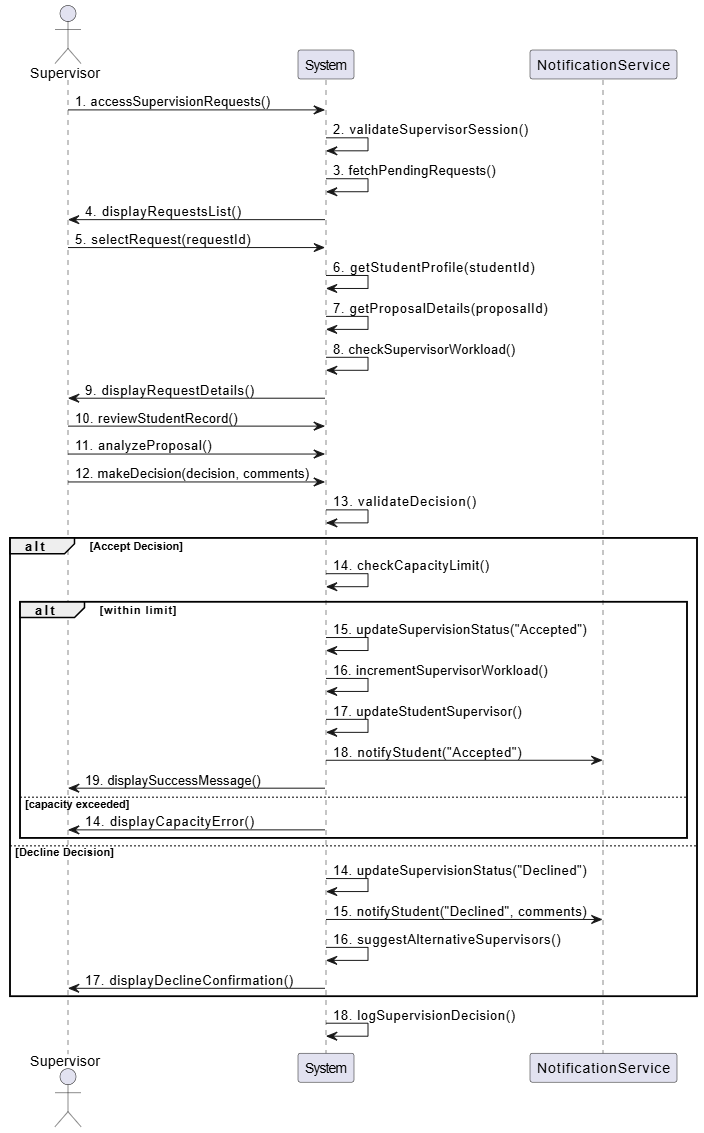 Supervisor
System
NotificationService
1. accessSupervisionRequests()
2. validateSupervisorSession()
3. fetchPendingRequests()
4. displayRequestsList()
5. selectRequest(requestId)
6. getStudentProfile(studentId)
7. getProposalDetails(proposalId)
8. checkSupervisorWorkload()
9. displayRequestDetails()
10. reviewStudentRecord()
11. analyzeProposal()
12. makeDecision(decision, comments)
13. validateDecision()
alt [Accept Decision]
14. checkCapacityLimit()
alt [within limit]
15. updateSupervisionStatus("Accepted")
16. incrementSupervisorWorkload()
17. updateStudentSupervisor()
18. notifyStudent("Accepted")
19. displaySuccessMessage()
[capacity exceeded]
14. displayCapacityError()
[Decline Decision]
14. updateSupervisionStatus("Declined")
15. notifyStudent("Declined", comments)
16. suggestAlternativeSupervisors()
17. displayDeclineConfirmation()
18. logSupervisionDecision()
Supervisor
System
NotificationService